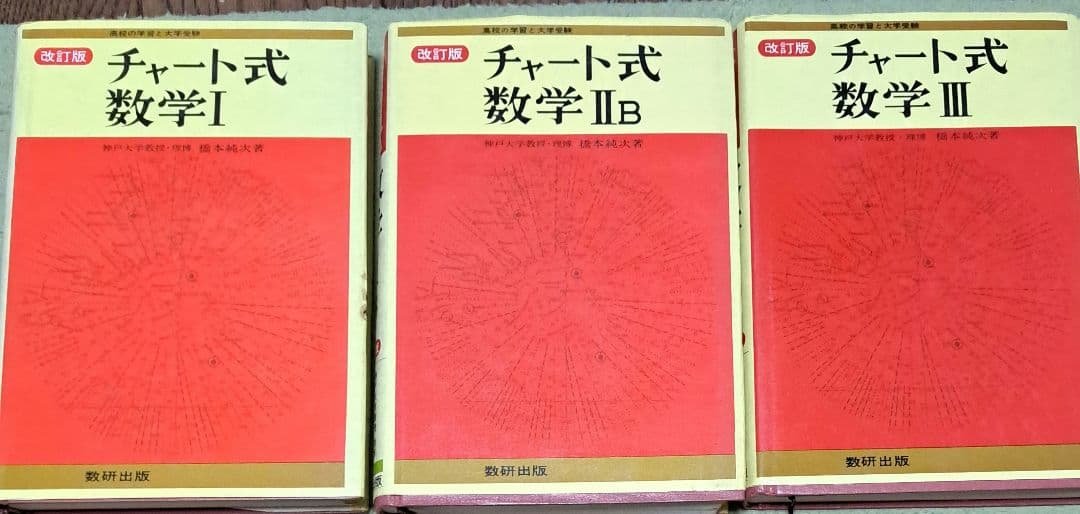 高校の学習と大学受験
改訂版
チャート式
数学Ⅰ
神戸大学教授・理博 橋本純次著
数研出版
高校の学習と大学受験
改訂版
チャート式
数学ⅡB
神戸大学教授・理博 橋本純次著
数研出版
高校の学習と大学受験
改訂版
チャート式
数学Ⅲ
神戸大学教授・理博 橋本純次著
数研出版